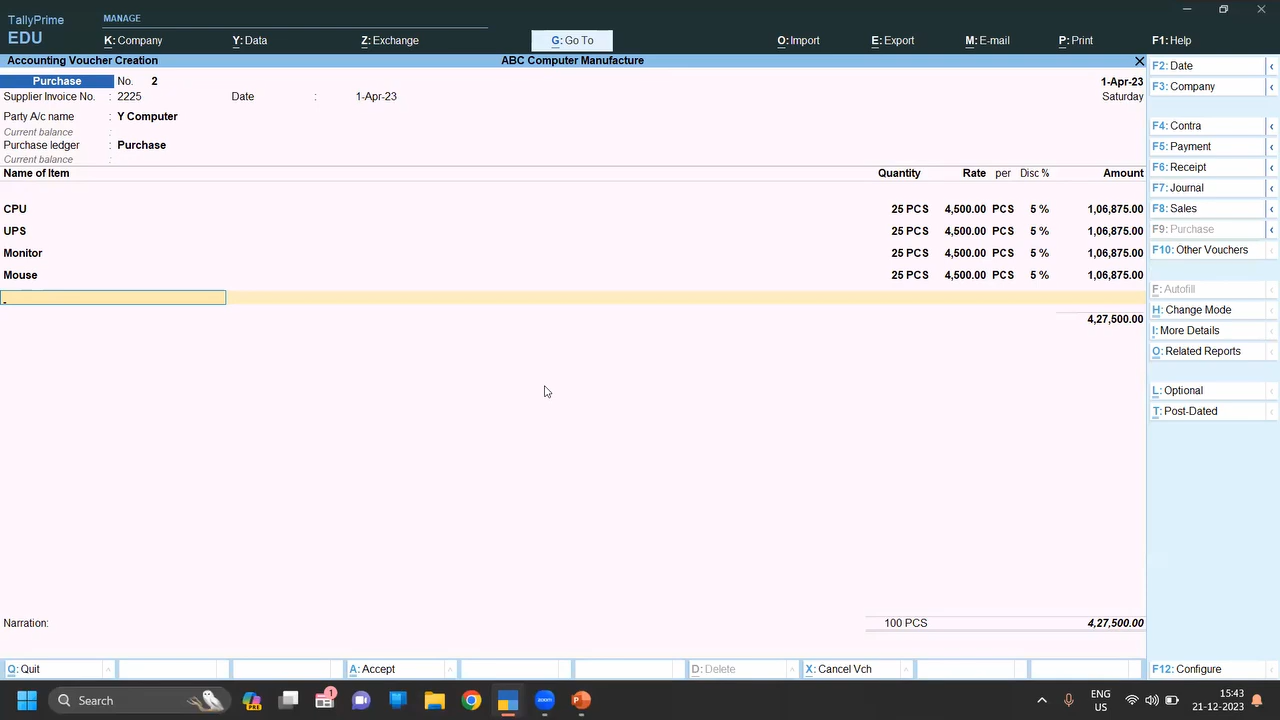 TallyPrime
EDU
MANAGE
K: Company
Y: Data
Z: Exchange
G: Go To
O: Import
E: Export
M: E-mail
P: Print
F1: Help
Accounting Voucher Creation
ABC Computer Manufacture
Purchase No. 2
1-Apr-23
Supplier Invoice No. : 2225 Date : 1-Apr-23
Saturday
Party A/c name : Y Computer
Current balance :
Purchase ledger : Purchase
Current balance :
Name of Item Quantity Rate per Disc % Amount
CPU 25 PCS 4,500.00 PCS 5 % 1,06,875.00
UPS 25 PCS 4,500.00 PCS 5 % 1,06,875.00
Monitor 25 PCS 4,500.00 PCS 5 % 1,06,875.00
Mouse 25 PCS 4,500.00 PCS 5 % 1,06,875.00
4,27,500.00
Narration:
100 PCS 4,27,500.00
F2: Date
F3: Company
F4: Contra
F5: Payment
F6: Receipt
F7: Journal
F8: Sales
F9: Purchase
F10: Other Vouchers
F: Autofill
H: Change Mode
I: More Details
O: Related Reports
L: Optional
T: Post-Dated
Q: Quit
A: Accept
D: Delete
X: Cancel Vch
F12: Configure
Search
PRE
1
zoom
P
ENG
US
15:43
21-12-2023